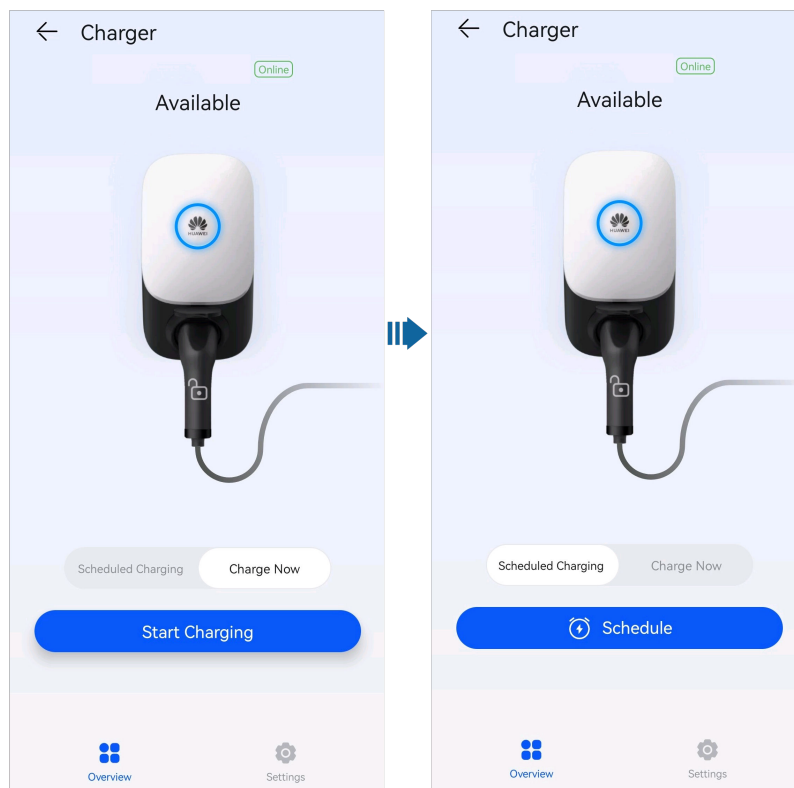 Charger
Online
Available
HUAWEI
Scheduled Charging
Charge Now
Start Charging
Overview
Settings
Charger
Online
Available
HUAWEI
Scheduled Charging
Charge Now
Schedule
Overview
Settings